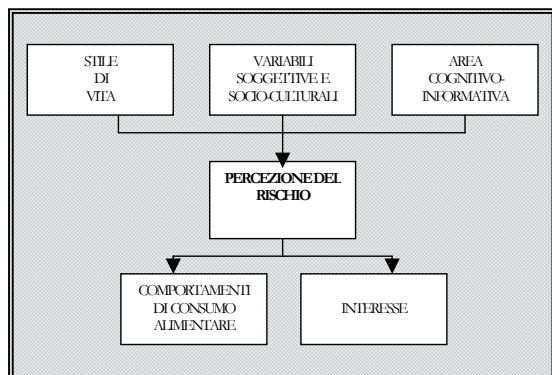 STILE
DI
VITA
VARIABILI
SOGGETTIVE E
SOCIO-CULTURALI
AREA
COGNITIVO-
INFORMATIVA
PERCEZIONE DEL
RISCHIO
COMPORTAMENTI
DI CONSUMO
ALIMENTARE
INTERESSE